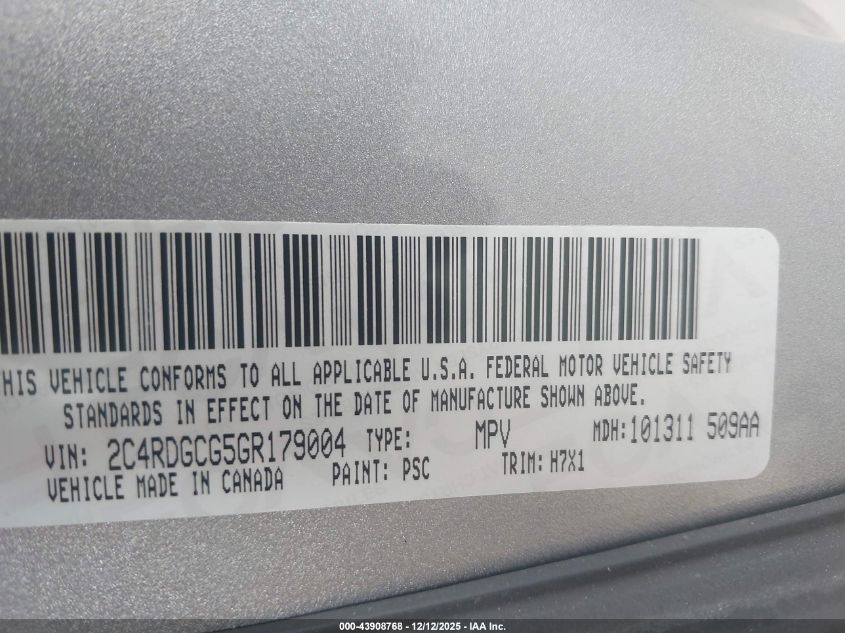 THIS VEHICLE CONFORMS TO ALL APPLICABLE U.S.A. FEDERAL MOTOR VEHICLE SAFETY
STANDARDS IN EFFECT ON THE DATE OF MANUFACTURE SHOWN ABOVE.
VIN: 2C4RDGCG5GR179004 TYPE: MPV MDH:101311 509AA
VEHICLE MADE IN CANADA PAINT: PSC TRIM: H7X1
000-43908768 - 12/12/2025 - IAA Inc.